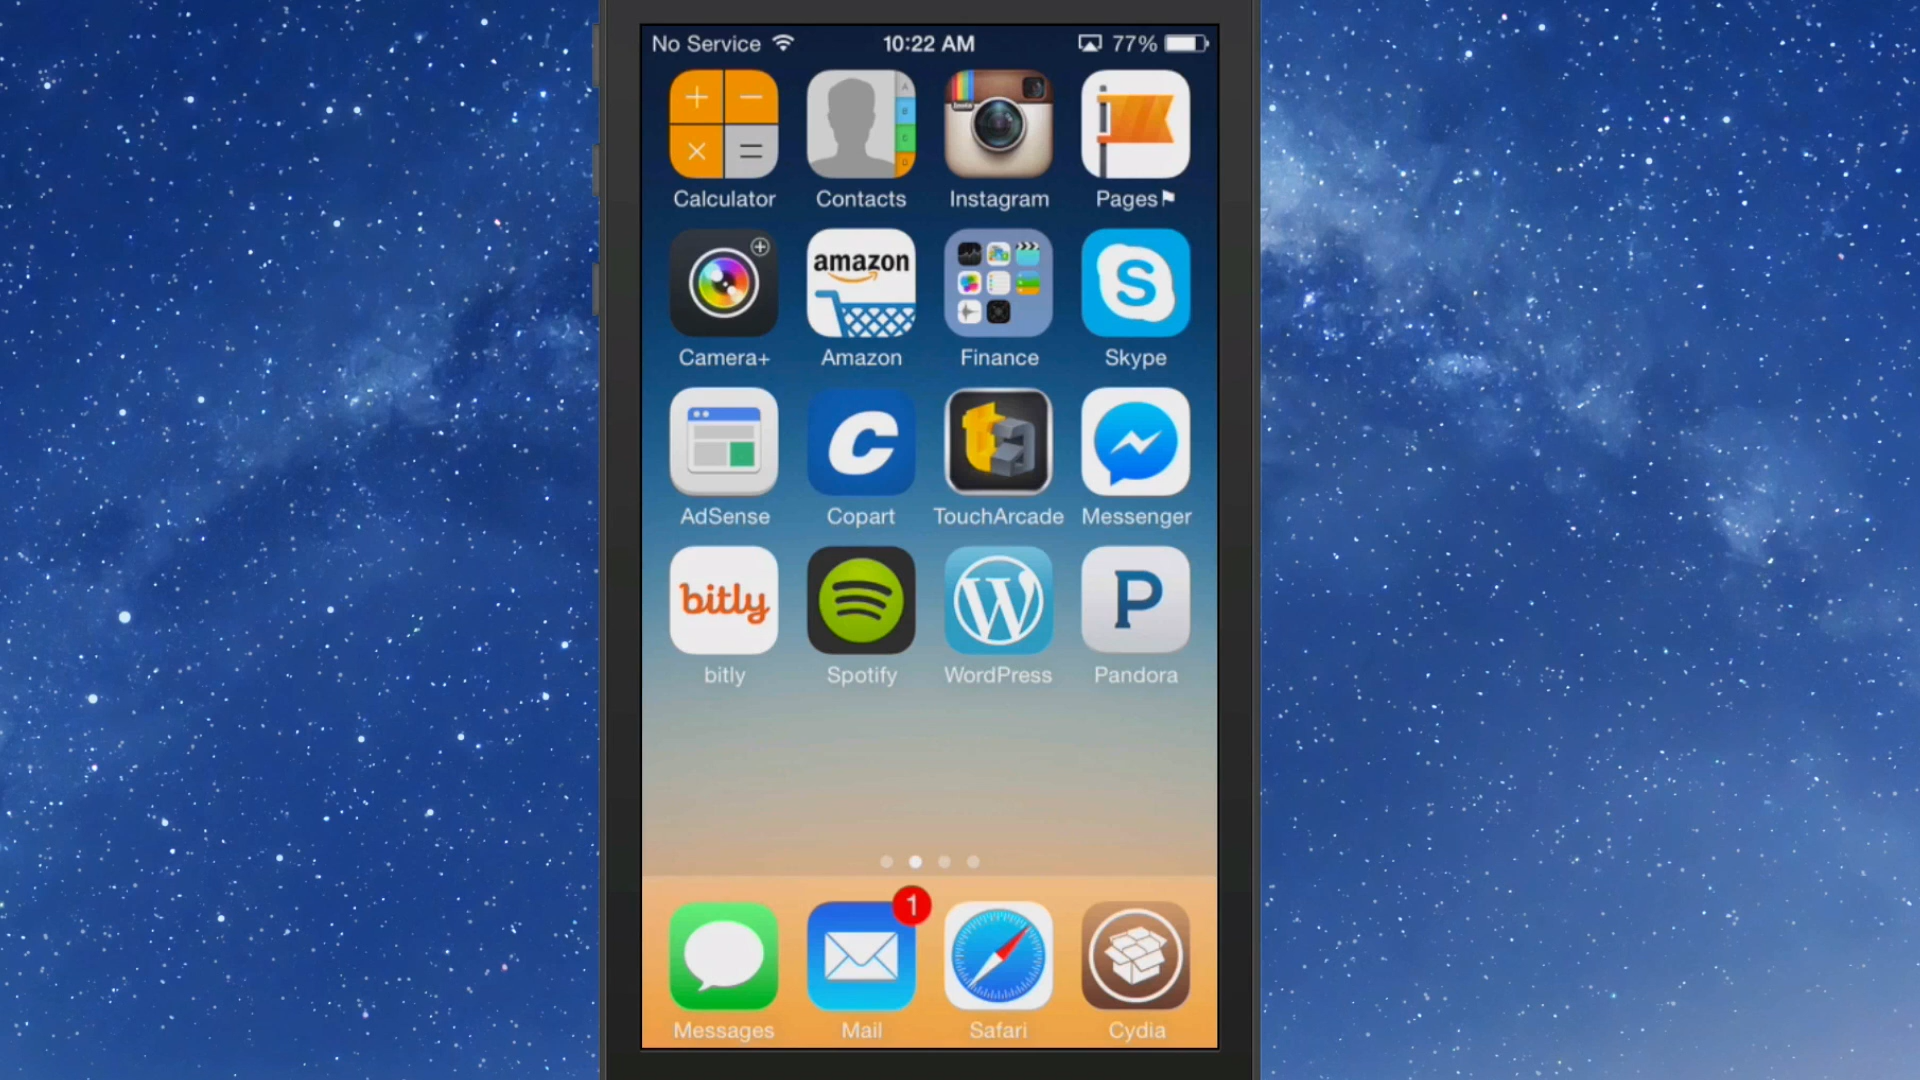 No Service 10:22 AM 77%
Calculator Contacts Instagram Pages
amazon
Camera+ Amazon Finance Skype
AdSense Copart TouchArcade Messenger
bitly
bitly Spotify WordPress Pandora
1
Messages Mail Safari Cydia